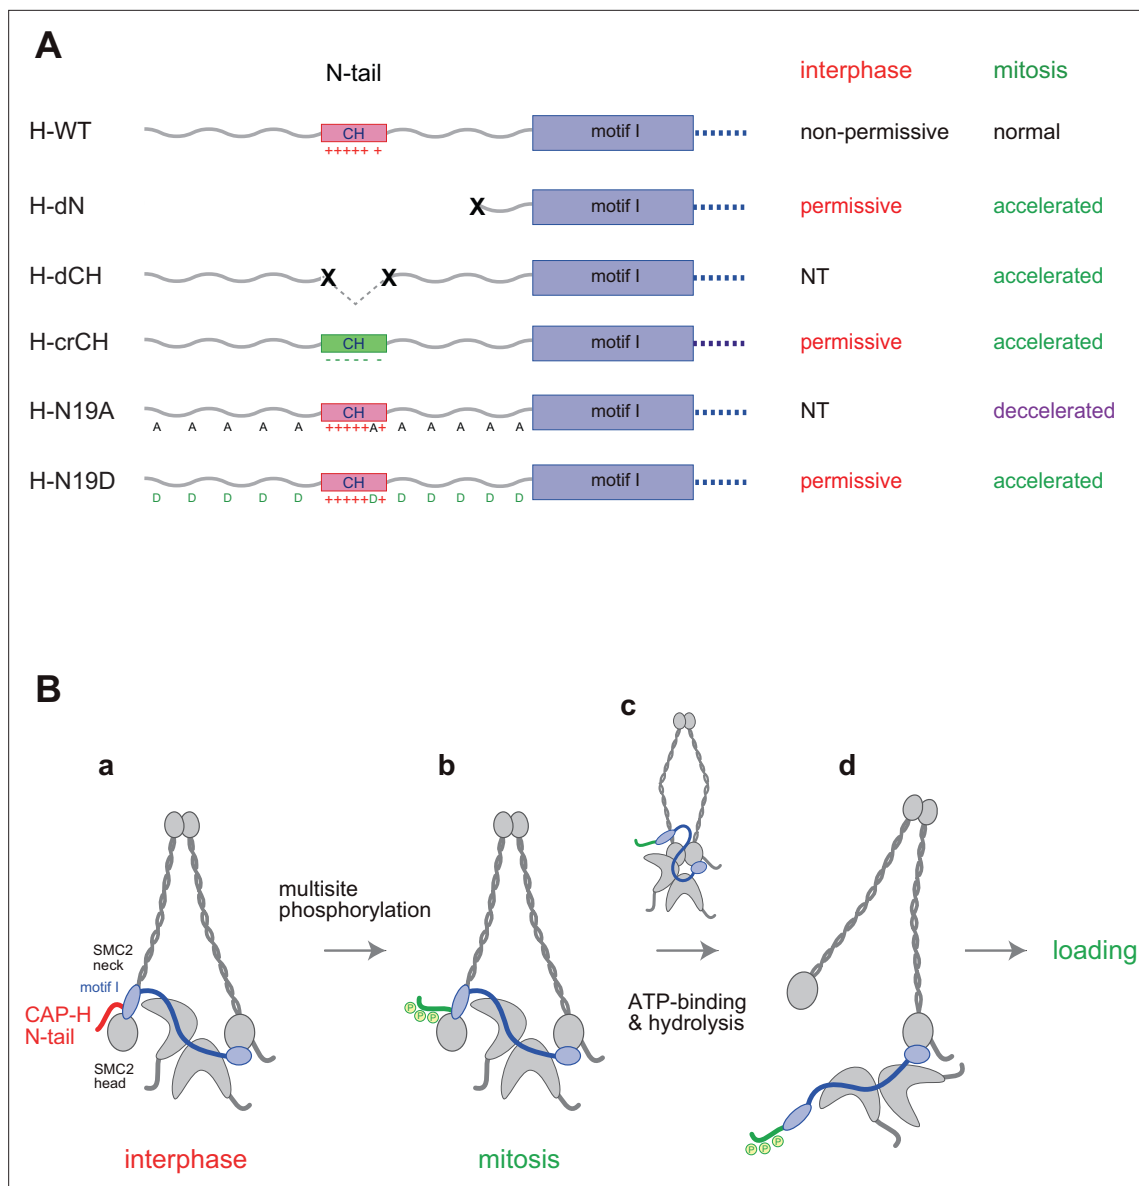 A
N-tail interphase mitosis
H-WT CH motif I non-permissive normal
+++++ +
H-dN X motif I permissive accelerated
H-dCH X X motif I NT accelerated
H-crCH CH motif I permissive accelerated
----- -
H-N19A CH motif I NT deccelerated
A A A A A +++++A+ A A A A A
H-N19D CH motif I permissive accelerated
D D D D D +++++D+ D D D D D
B
a b c d
multisite
phosphorylation
SMC2
neck
motif I
CAP-H
N-tail
SMC2
head
P P P
ATP-binding
& hydrolysis
loading
P P P
interphase mitosis